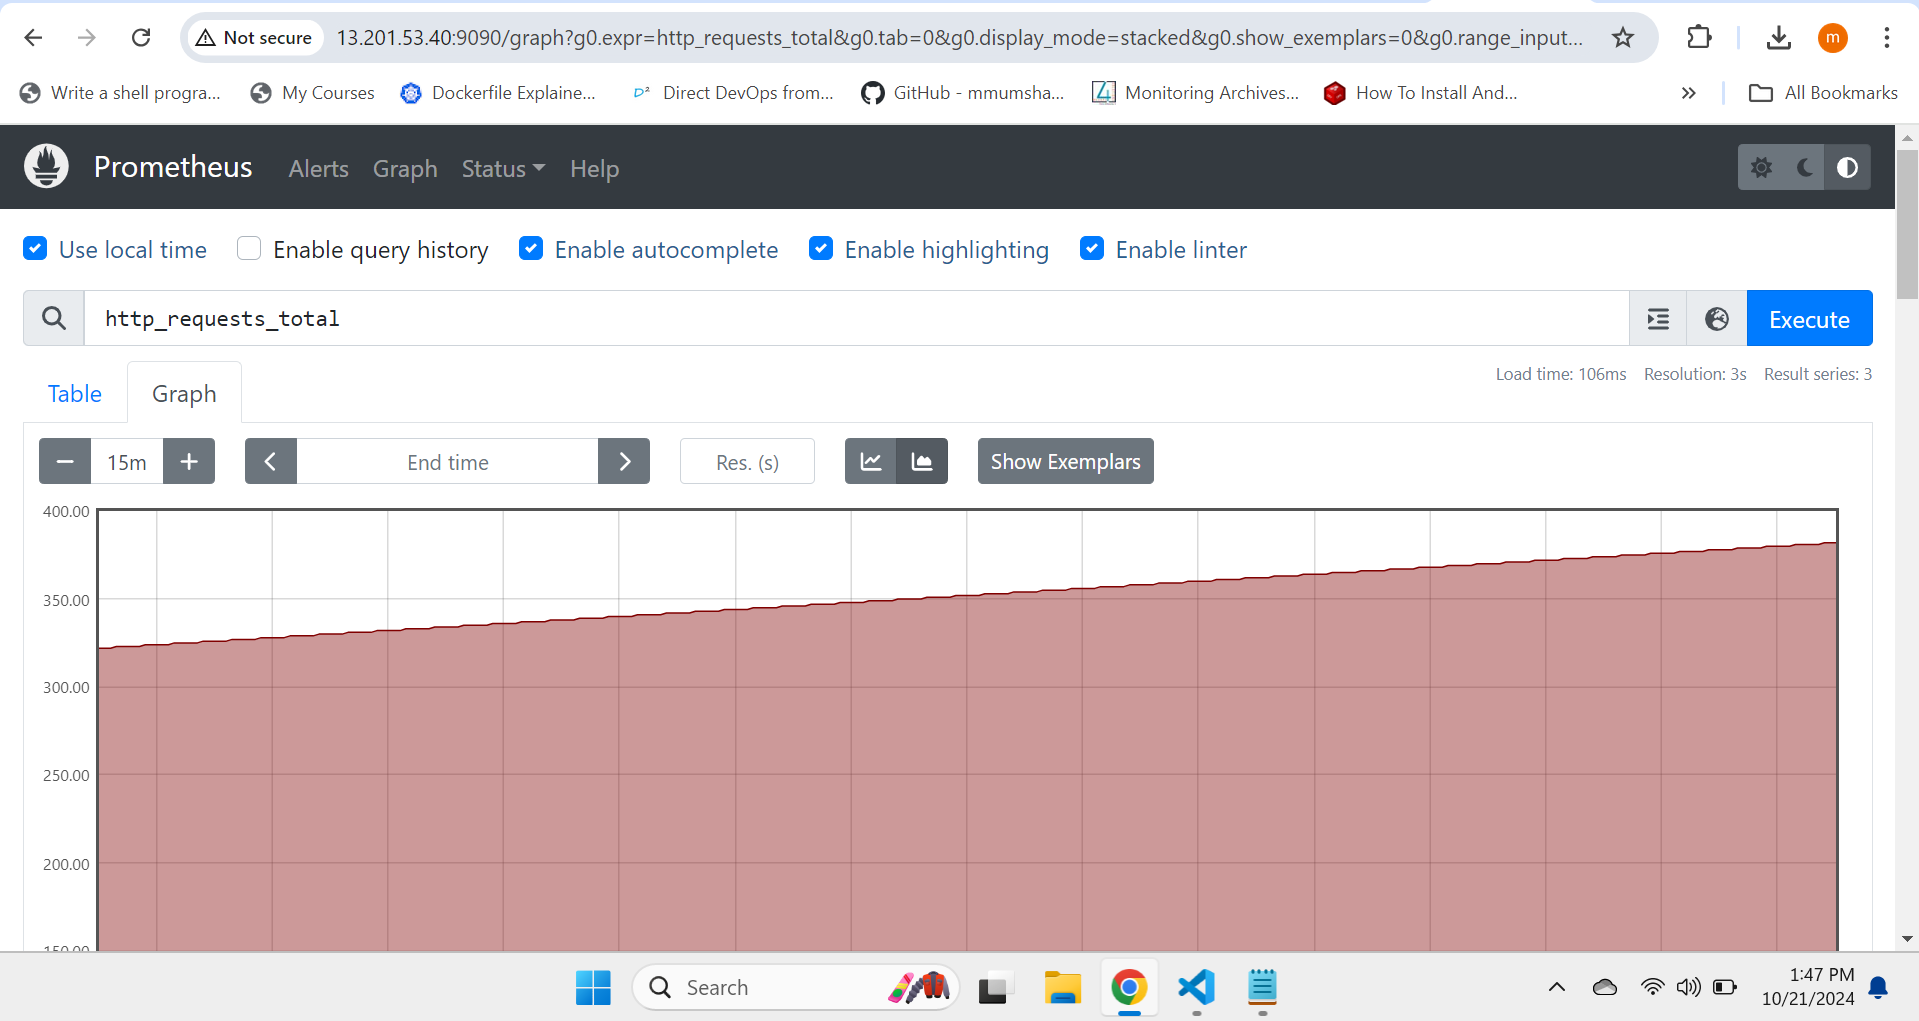 Not secure 13.201.53.40:9090/graph?g0.expr=http_requests_total&g0.tab=0&g0.display_mode=stacked&g0.show_exemplars=0&g0.range_input... m
Write a shell progra... My Courses Dockerfile Explaine... D² Direct DevOps from... GitHub - mmumsha... Monitoring Archives... How To Install And... » All Bookmarks
Prometheus Alerts Graph Status Help
Use local time Enable query history Enable autocomplete Enable highlighting Enable linter
http_requests_total Execute
Load time: 106ms Resolution: 3s Result series: 3
Table Graph
15m End time Res. (s) Show Exemplars
400.00
350.00
300.00
250.00
200.00
150.00
Search
1:47 PM
10/21/2024